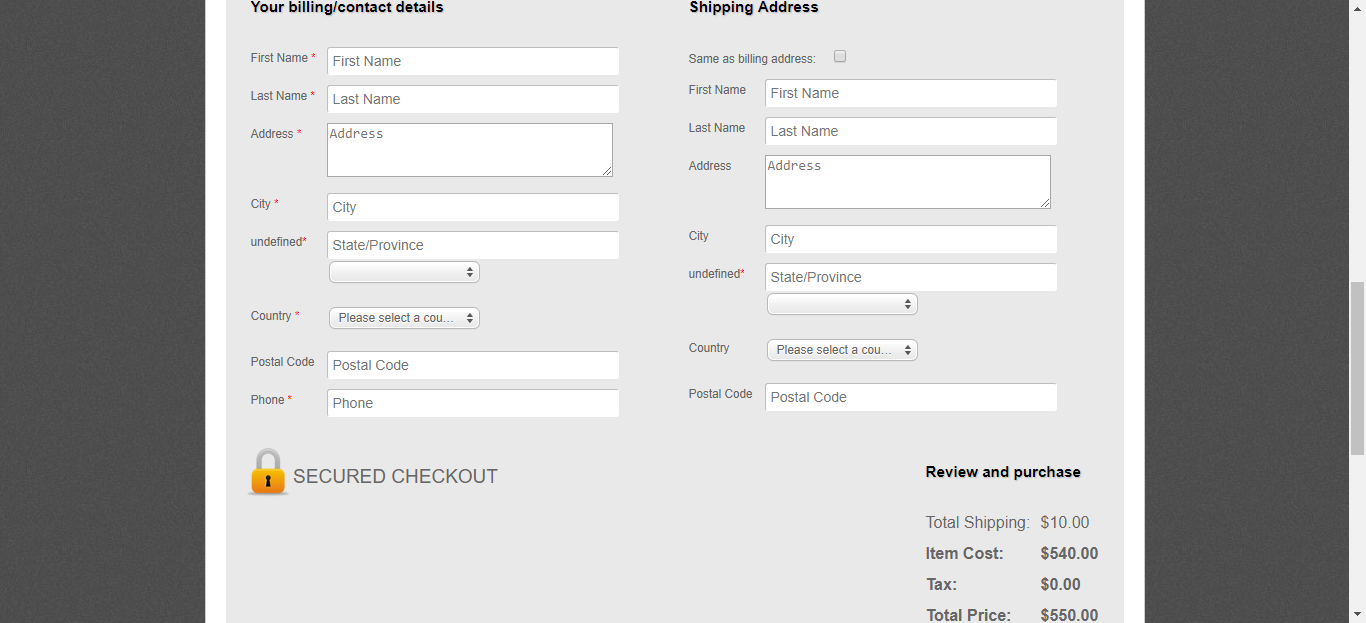 Your billing/contact details
First Name *
First Name
Last Name *
Last Name
Address *
Address
City *
City
undefined*
State/Province
Country *
Please select a cou...
Postal Code
Postal Code
Phone *
Phone
Shipping Address
Same as billing address:
First Name
First Name
Last Name
Last Name
Address
Address
City
City
undefined*
State/Province
Country
Please select a cou...
Postal Code
Postal Code
SECURED CHECKOUT
Review and purchase
Total Shipping: $10.00
Item Cost: $540.00
Tax: $0.00
Total Price: $550.00